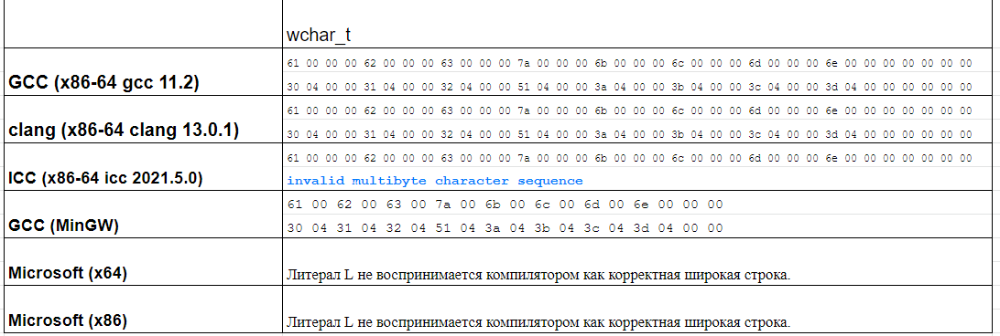 wchar_t
61 00 00 00 62 00 00 00 63 00 00 00 7a 00 00 00 6b 00 00 00 6c 00 00 00 6d 00 00 00 6e 00 00 00 00 00 00 00
GCC (x86-64 gcc 11.2)
30 04 00 00 31 04 00 00 32 04 00 00 51 04 00 00 3a 04 00 00 3b 04 00 00 3c 04 00 00 3d 04 00 00 00 00 00 00
61 00 00 00 62 00 00 00 63 00 00 00 7a 00 00 00 6b 00 00 00 6c 00 00 00 6d 00 00 00 6e 00 00 00 00 00 00 00
clang (x86-64 clang 13.0.1)
30 04 00 00 31 04 00 00 32 04 00 00 51 04 00 00 3a 04 00 00 3b 04 00 00 3c 04 00 00 3d 04 00 00 00 00 00 00
61 00 00 00 62 00 00 00 63 00 00 00 7a 00 00 00 6b 00 00 00 6c 00 00 00 6d 00 00 00 6e 00 00 00 00 00 00 00
ICC (x86-64 icc 2021.5.0)
invalid multibyte character sequence
61 00 62 00 63 00 7a 00 6b 00 6c 00 6d 00 6e 00 00 00
GCC (MinGW)
30 04 31 04 32 04 51 04 3a 04 3b 04 3c 04 3d 04 00 00
Microsoft (x64)
Литерал L не воспринимается компилятором как корректная широкая строка.
Microsoft (x86)
Литерал L не воспринимается компилятором как корректная широкая строка.